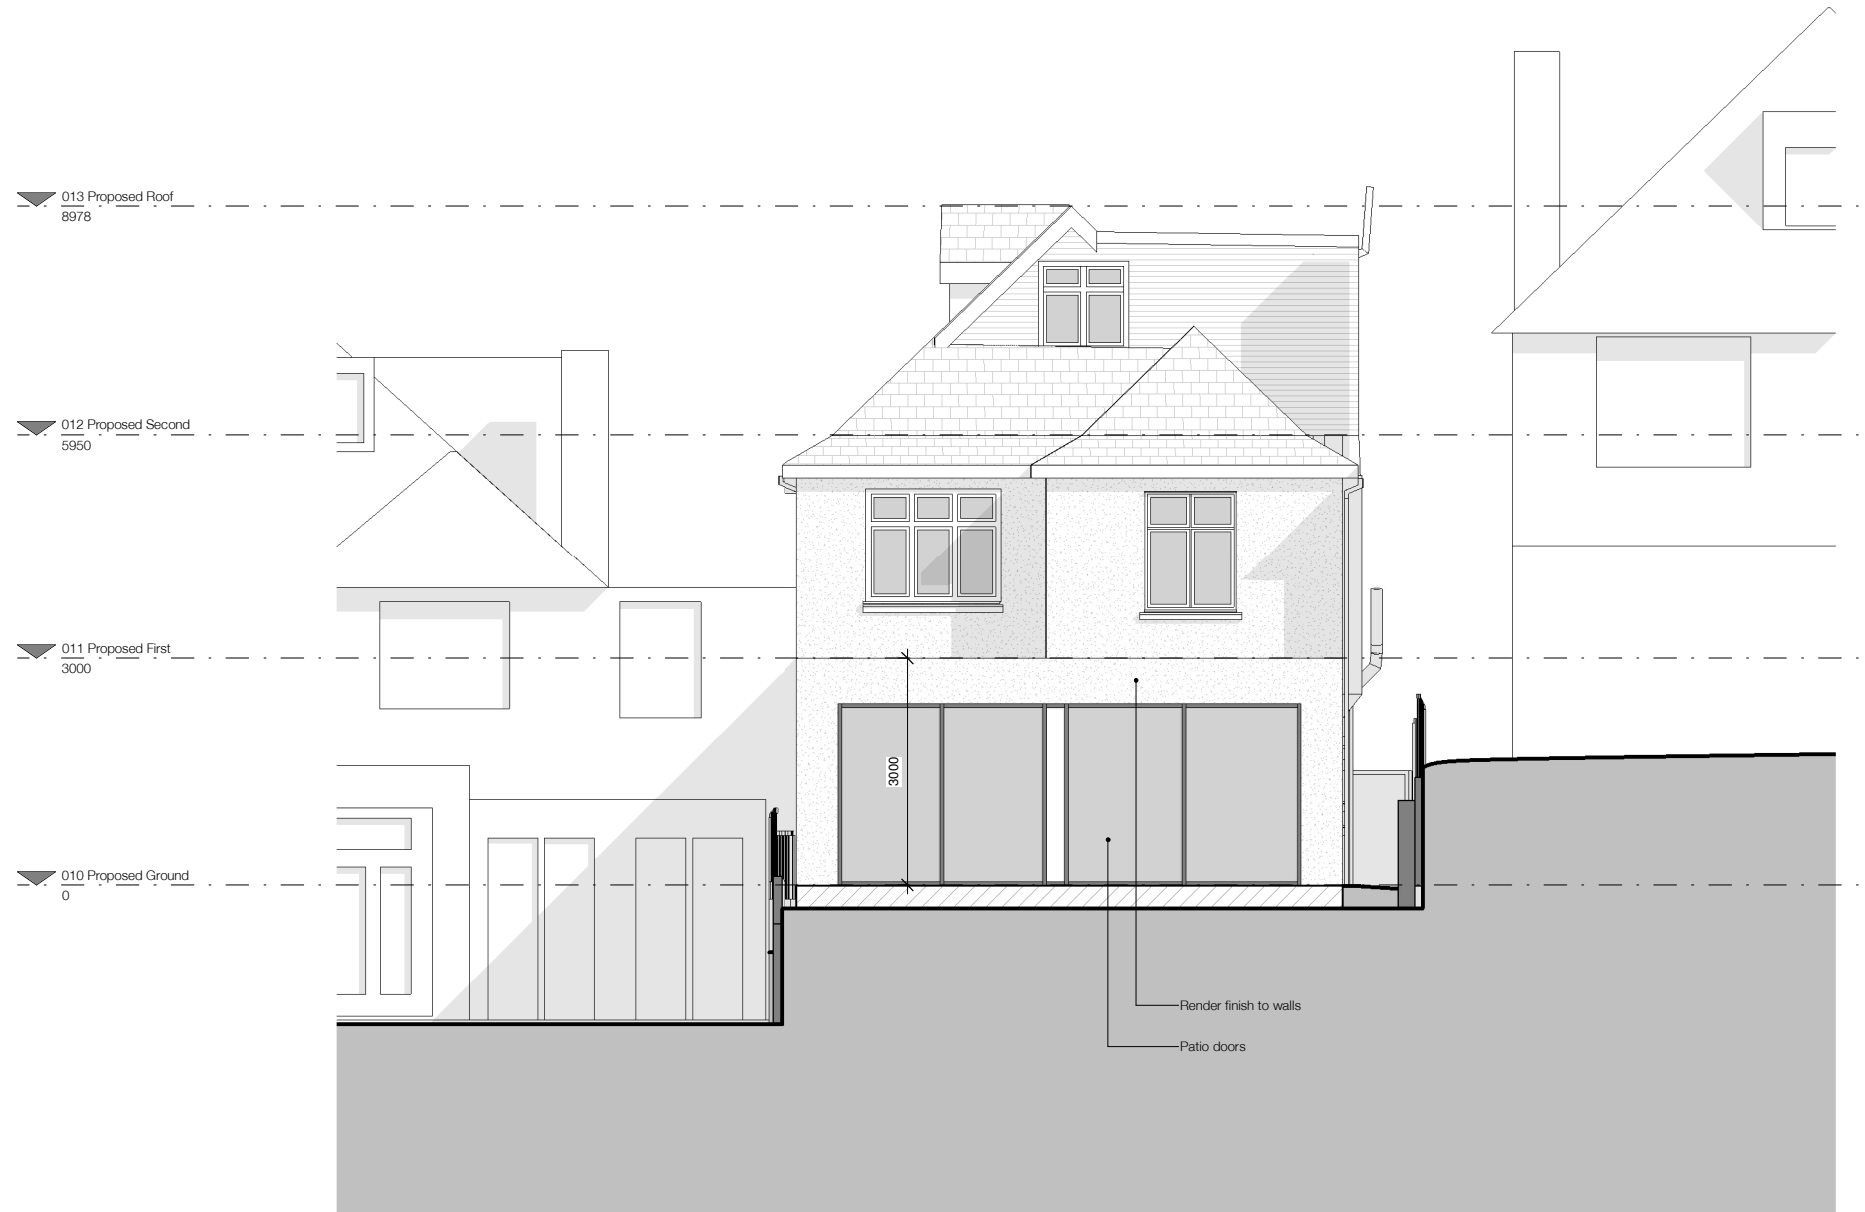 013 Proposed Roof
8978
012 Proposed Second
5950
011 Proposed First
3000
3000
010 Proposed Ground
0
Render finish to walls
Patio doors